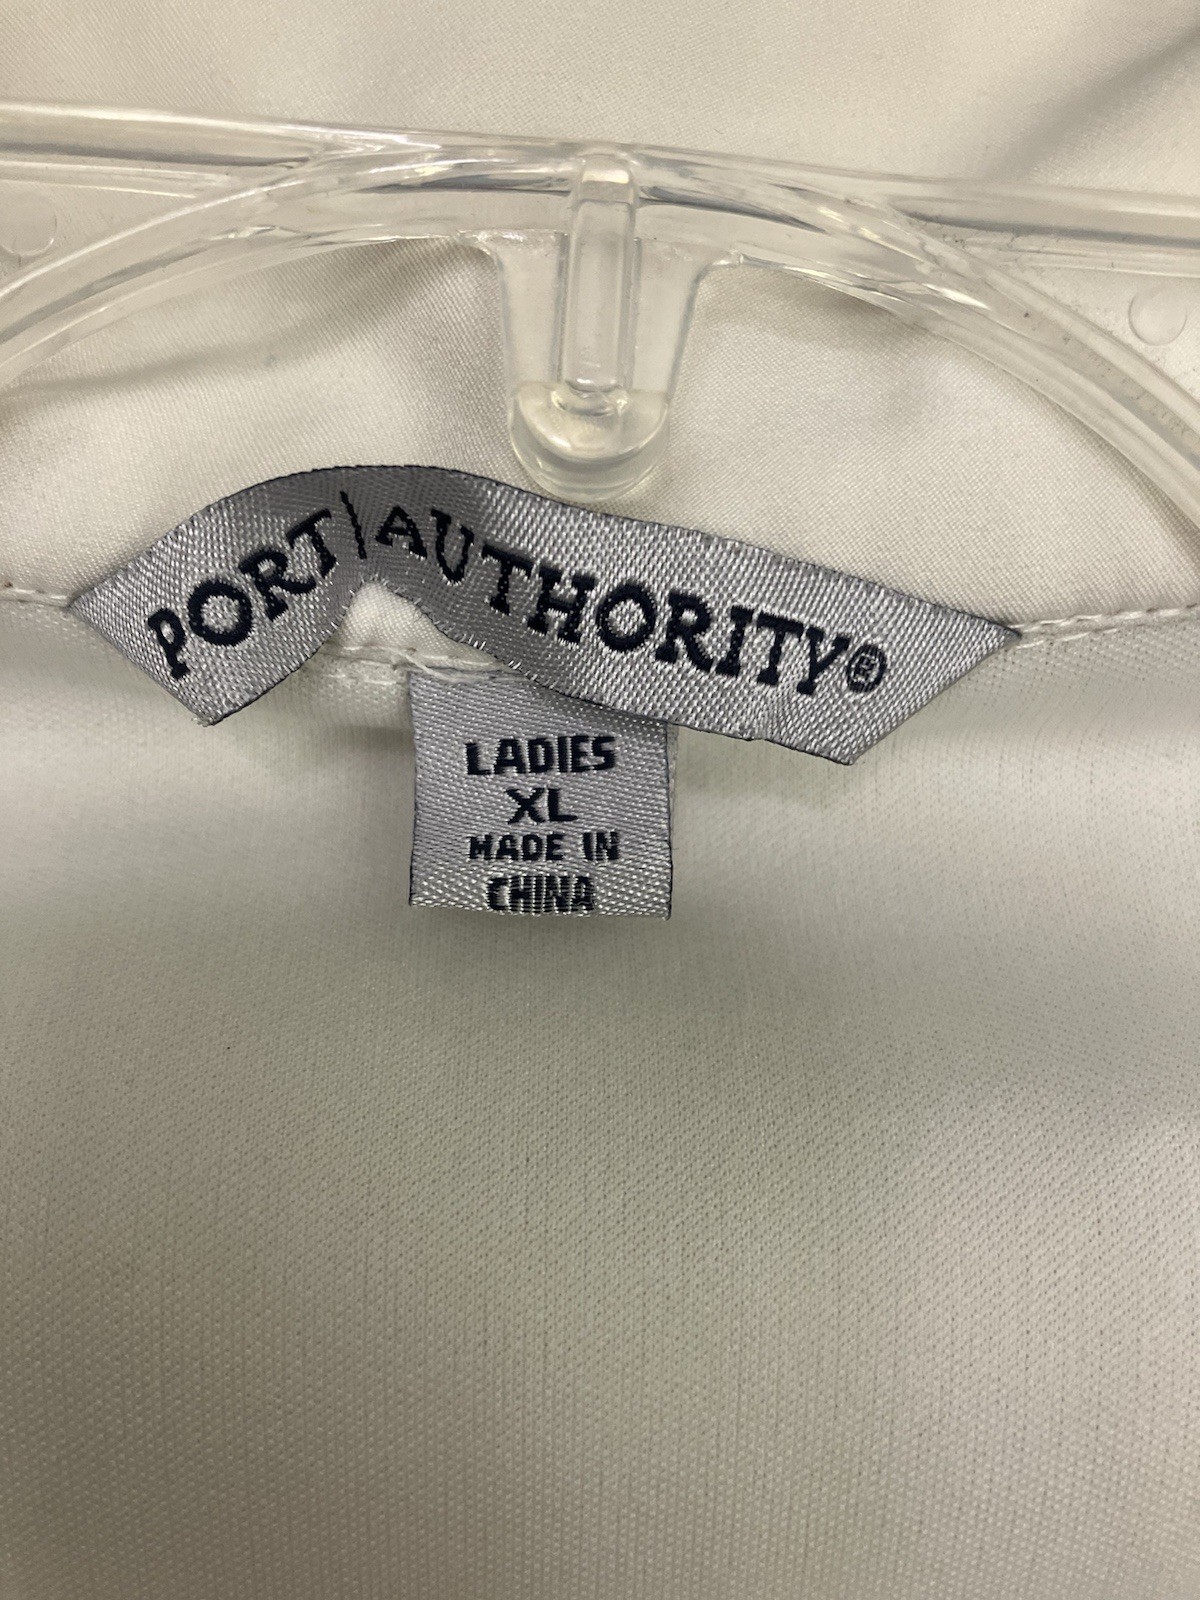 PORT AUTHORITY®
LADIES
XL
MADE IN
CHINA